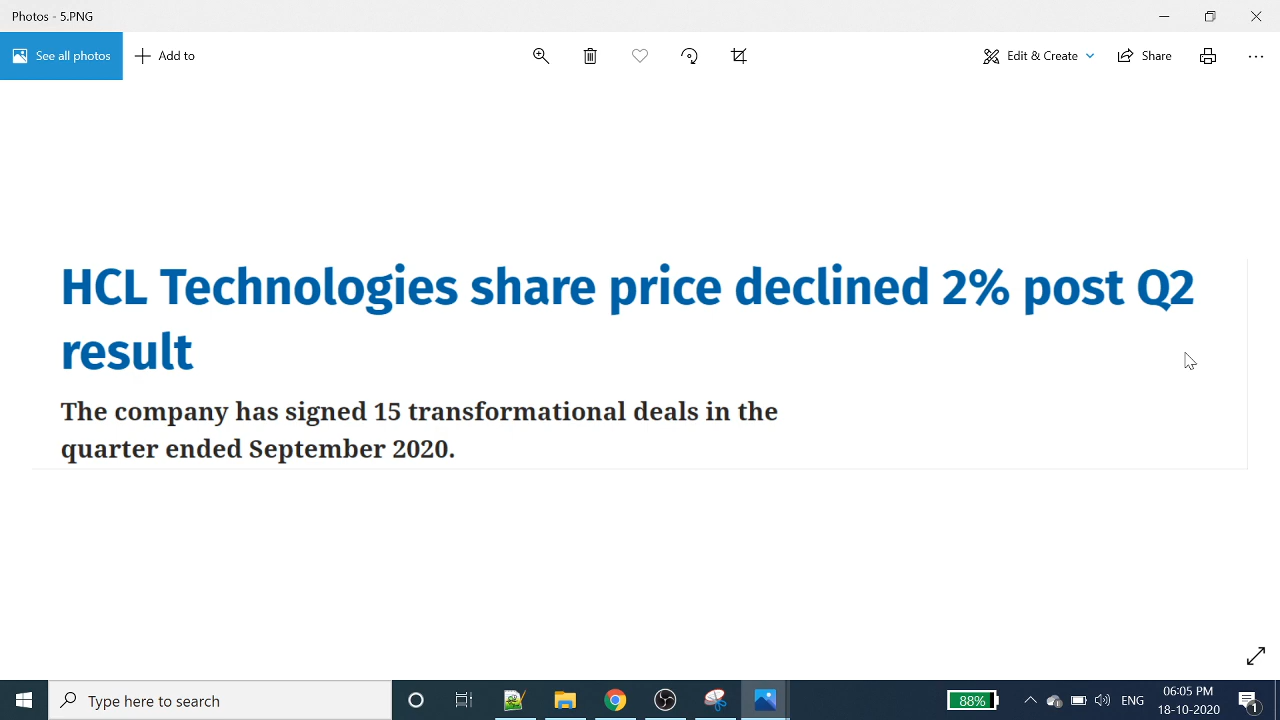 Photos - 5.PNG
See all photos
Add to
Edit & Create
Share
HCL Technologies share price declined 2% post Q2
result
The company has signed 15 transformational deals in the
quarter ended September 2020.
Type here to search
88%
ENG
06:05 PM
18-10-2020
1